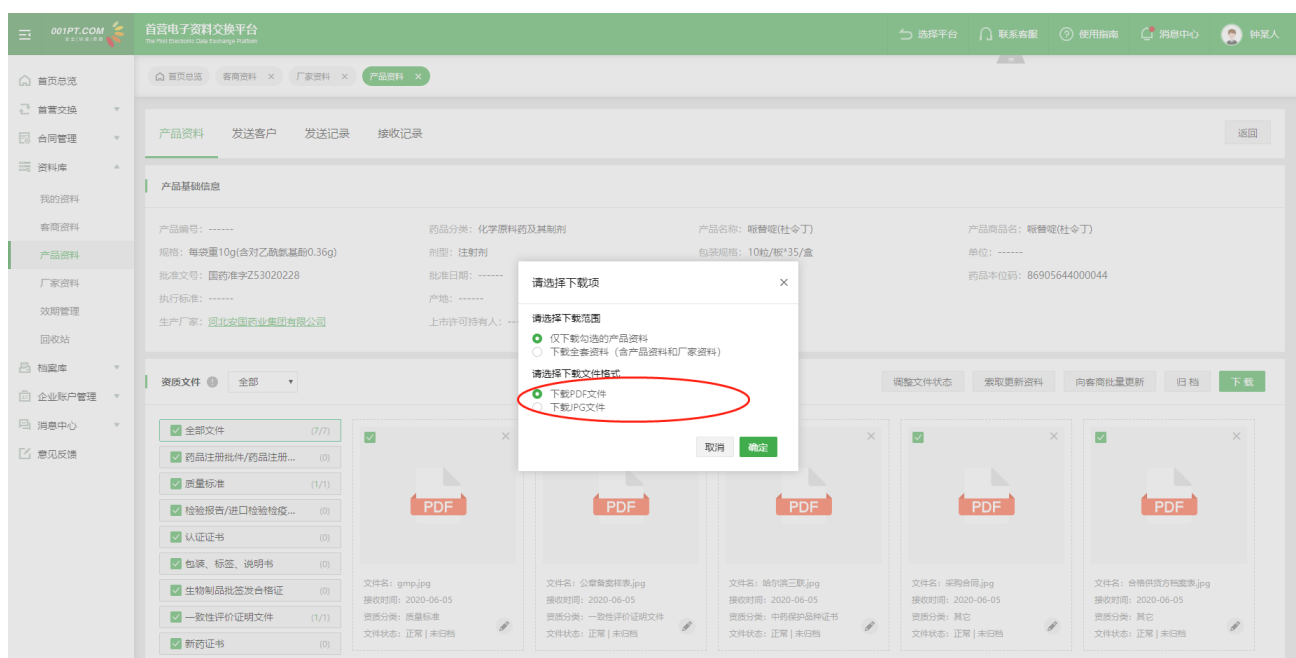 001PT.COM
首营电子资料交换平台
The First Electronic Data Exchange Platform
选择平台
联系客服
使用指南
消息中心
钟某人
首页总览
首营交换
合同管理
资料库
我的资料
客商资料
产品资料
厂家资料
效期管理
回收站
档案库
企业账户管理
消息中心
意见反馈
首页总览 客商资料 × 厂家资料 × 产品资料 ×
产品资料 发送客户 发送记录 接收记录 返回
产品基础信息
产品编号：------ 药品分类：化学原料药及其制剂 产品名称：哌替啶(杜令丁) 产品商品名：哌替啶(杜令丁)
规格：每袋重10g(含对乙酰氨基酚0.36g) 剂型：注射剂 包装规格：10粒/板*35/盒 单位：------
批准文号：国药准字Z53020228 批准日期：------ 药品本位码：86905644000044
执行标准：------ 产地：------
生产厂家：河北安国药业集团有限公司 上市许可持有人：--
请选择下载项 ×
请选择下载范围
仅下载勾选的产品资料
下载全套资料（含产品资料和厂家资料）
请选择下载文件格式
下载PDF文件
下载JPG文件
取消 确定
资质文件 全部 调整文件状态 索取更新资料 向客商批量更新 归档 下载
全部文件 (7/7)
药品注册批件/药品注册... (0)
质量标准 (1/1)
检验报告/进口检验检疫... (0)
认证证书 (0)
包装、标签、说明书 (0)
生物制品批签发合格证 (0)
一致性评价证明文件 (1/1)
新药证书 (0)
PDF
文件名：gmp.jpg
接收时间：2020-06-05
资质分类：质量标准
文件状态：正常 | 未归档
PDF
文件名：公章备案样表.jpg
接收时间：2020-06-05
资质分类：一致性评价证明文件
文件状态：正常 | 未归档
PDF
文件名：哈尔滨三联.jpg
接收时间：2020-06-05
资质分类：中药保护品种证书
文件状态：正常 | 未归档
PDF
文件名：采购合同.jpg
接收时间：2020-06-05
资质分类：其它
文件状态：正常 | 未归档
PDF
文件名：合格供货方档案表.jpg
接收时间：2020-06-05
资质分类：其它
文件状态：正常 | 未归档